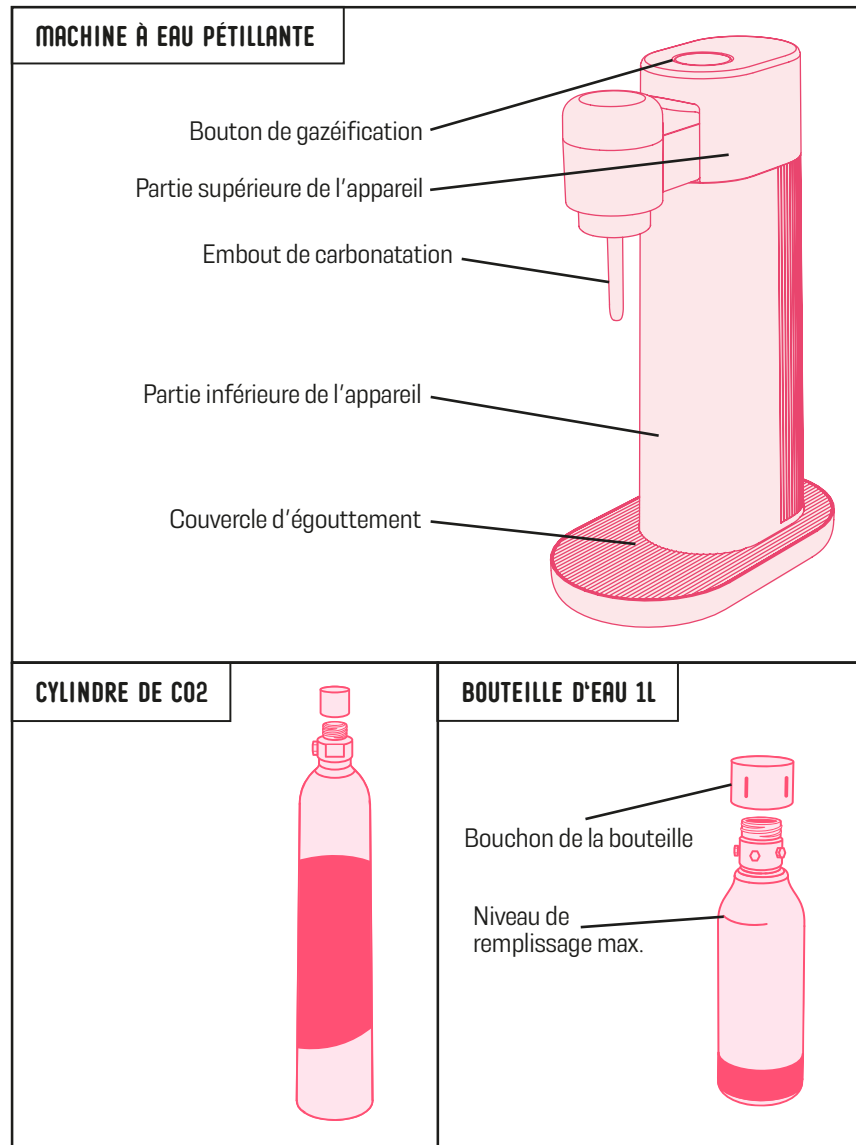 MACHINE À EAU PÉTILLANTE
Bouton de gazéification
Partie supérieure de l'appareil
Embout de carbonatation
Partie inférieure de l'appareil
Couvercle d'égouttement
CYLINDRE DE CO2
BOUTEILLE D'EAU 1L
Bouchon de la bouteille
Niveau de
remplissage max.